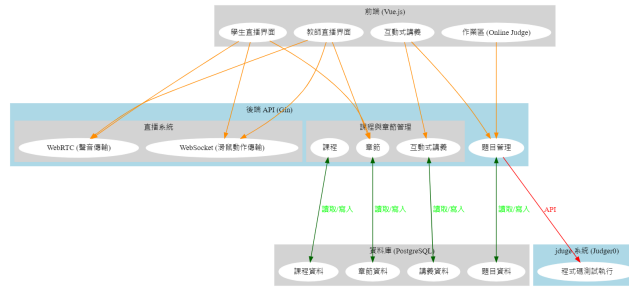 前端 (Vue.js)
學生直播界面
教師直播界面
互動式講義
作業區 (Online Judge)
後端 API (Gin)
直播系統
課程與章節管理
WebRTC (聲音傳輸)
WebSocket (滑鼠動作傳輸)
課程
章節
互動式講義
題目管理
讀取/寫入
讀取/寫入
讀取/寫入
讀取/寫入
API
資料庫 (PostgreSQL)
jduge 系統 (Judger0)
課程資料
章節資料
講義資料
題目資料
程式碼測試執行